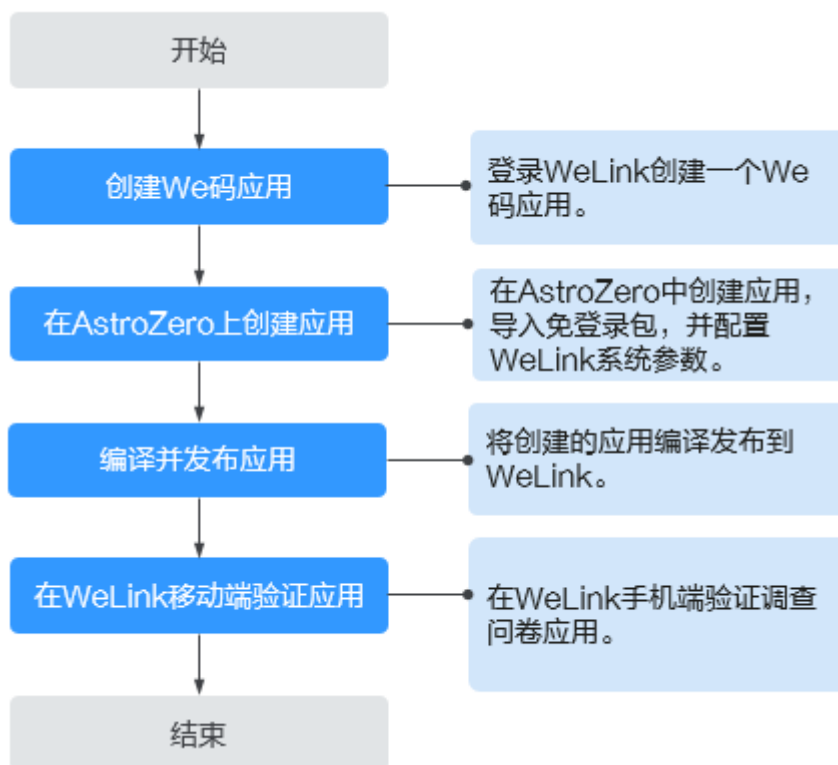 开始
创建We码应用
登录WeLink创建一个We
码应用。
在AstroZero上创建应用
在AstroZero中创建应用，
导入免登录包，并配置
WeLink系统参数。
编译并发布应用
将创建的应用编译发布到
WeLink。
在WeLink移动端验证应用
在WeLink手机端验证调查
问卷应用。
结束